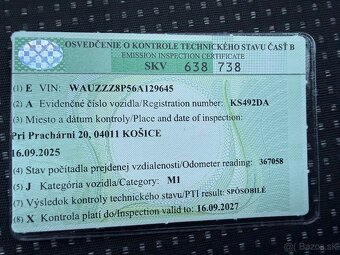 OSVEDČENIE O KONTROLE TECHNICKÉHO STAVU ČASŤ B
EMISSION INSPECTION CERTIFICATE
SKV 638 738
(1) E VIN: WAUZZZ8P56A129645
(2) A Evidenčné číslo vozidla/Registration number: KS492DA
(3) Miesto a dátum kontroly/Place and date of inspection:
Pri Prachárni 20, 04011 KOŠICE
16.09.2025
(4) Stav počítadla prejdenej vzdialenosti/Odometer reading: 367058
(5) J Kategória vozidla/Category: M1
(7) Výsledok kontroly technického stavu/PTI result: SPÔSOBILÉ
(8) X Kontrola platí do/Inspection valid to: 16.09.2027
Bazos.sk